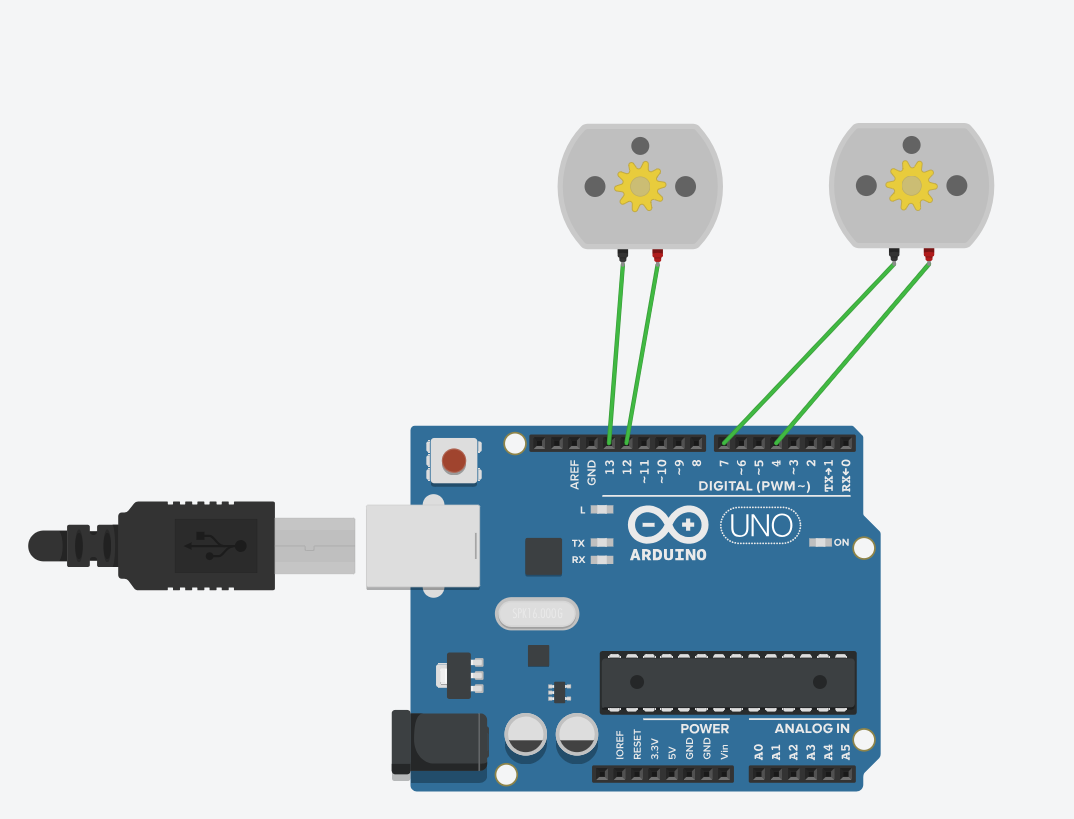 AREF
GND
13
12
~11
~10
~9
8
7
~6
~5
4
~3
2
TX→1
RX←0
DIGITAL (PWM~)
L
TX
RX
UNO
ARDUINO
ON
POWER
ANALOG IN
IOREF
RESET
3.3V
5V
GND
GND
Vin
A0
A1
A2
A3
A4
A5